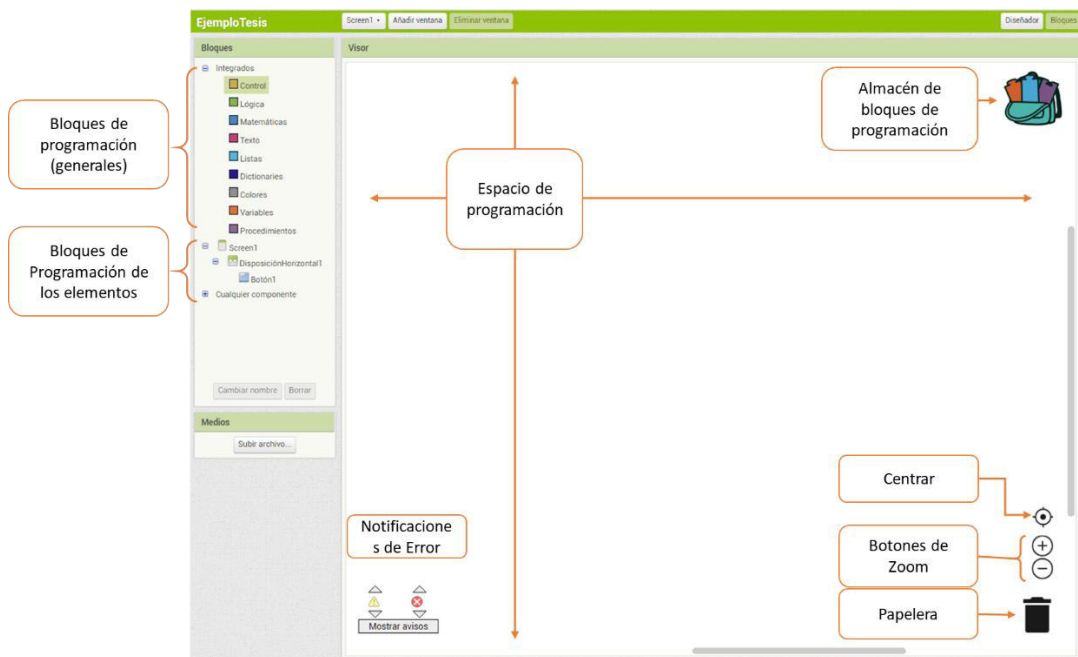 EjemploTesis
Screen1
Añadir ventana
Eliminar ventana
Diseñador
Bloques
Bloques
Visor
Integrados
Control
Lógica
Matemáticas
Texto
Listas
Dictionaries
Colores
Variables
Procedimientos
Screen1
DisposiciónHorizontal1
Botón1
Cualquier componente
Cambiar nombre
Borrar
Medios
Subir archivo...
Bloques de
programación
(generales)
Bloques de
Programación de
los elementos
Espacio de
programación
Almacén de
bloques de
programación
Centrar
Botones de
Zoom
Papelera
Notificacione
s de Error
Mostrar avisos